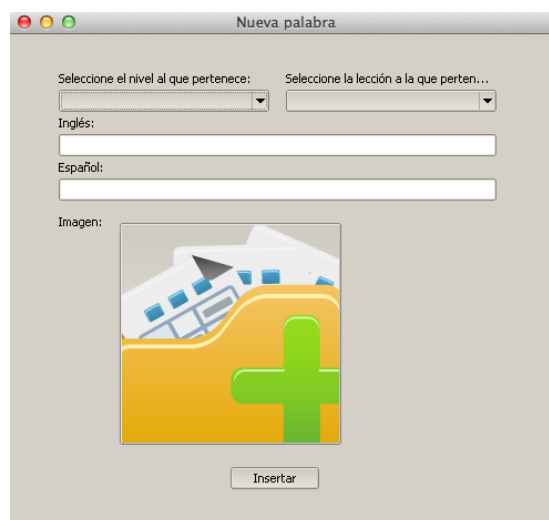 Nueva palabra
Seleccione el nivel al que pertenece: Seleccione la lección a la que perten...
Inglés:
Español:
Imagen:
Insertar